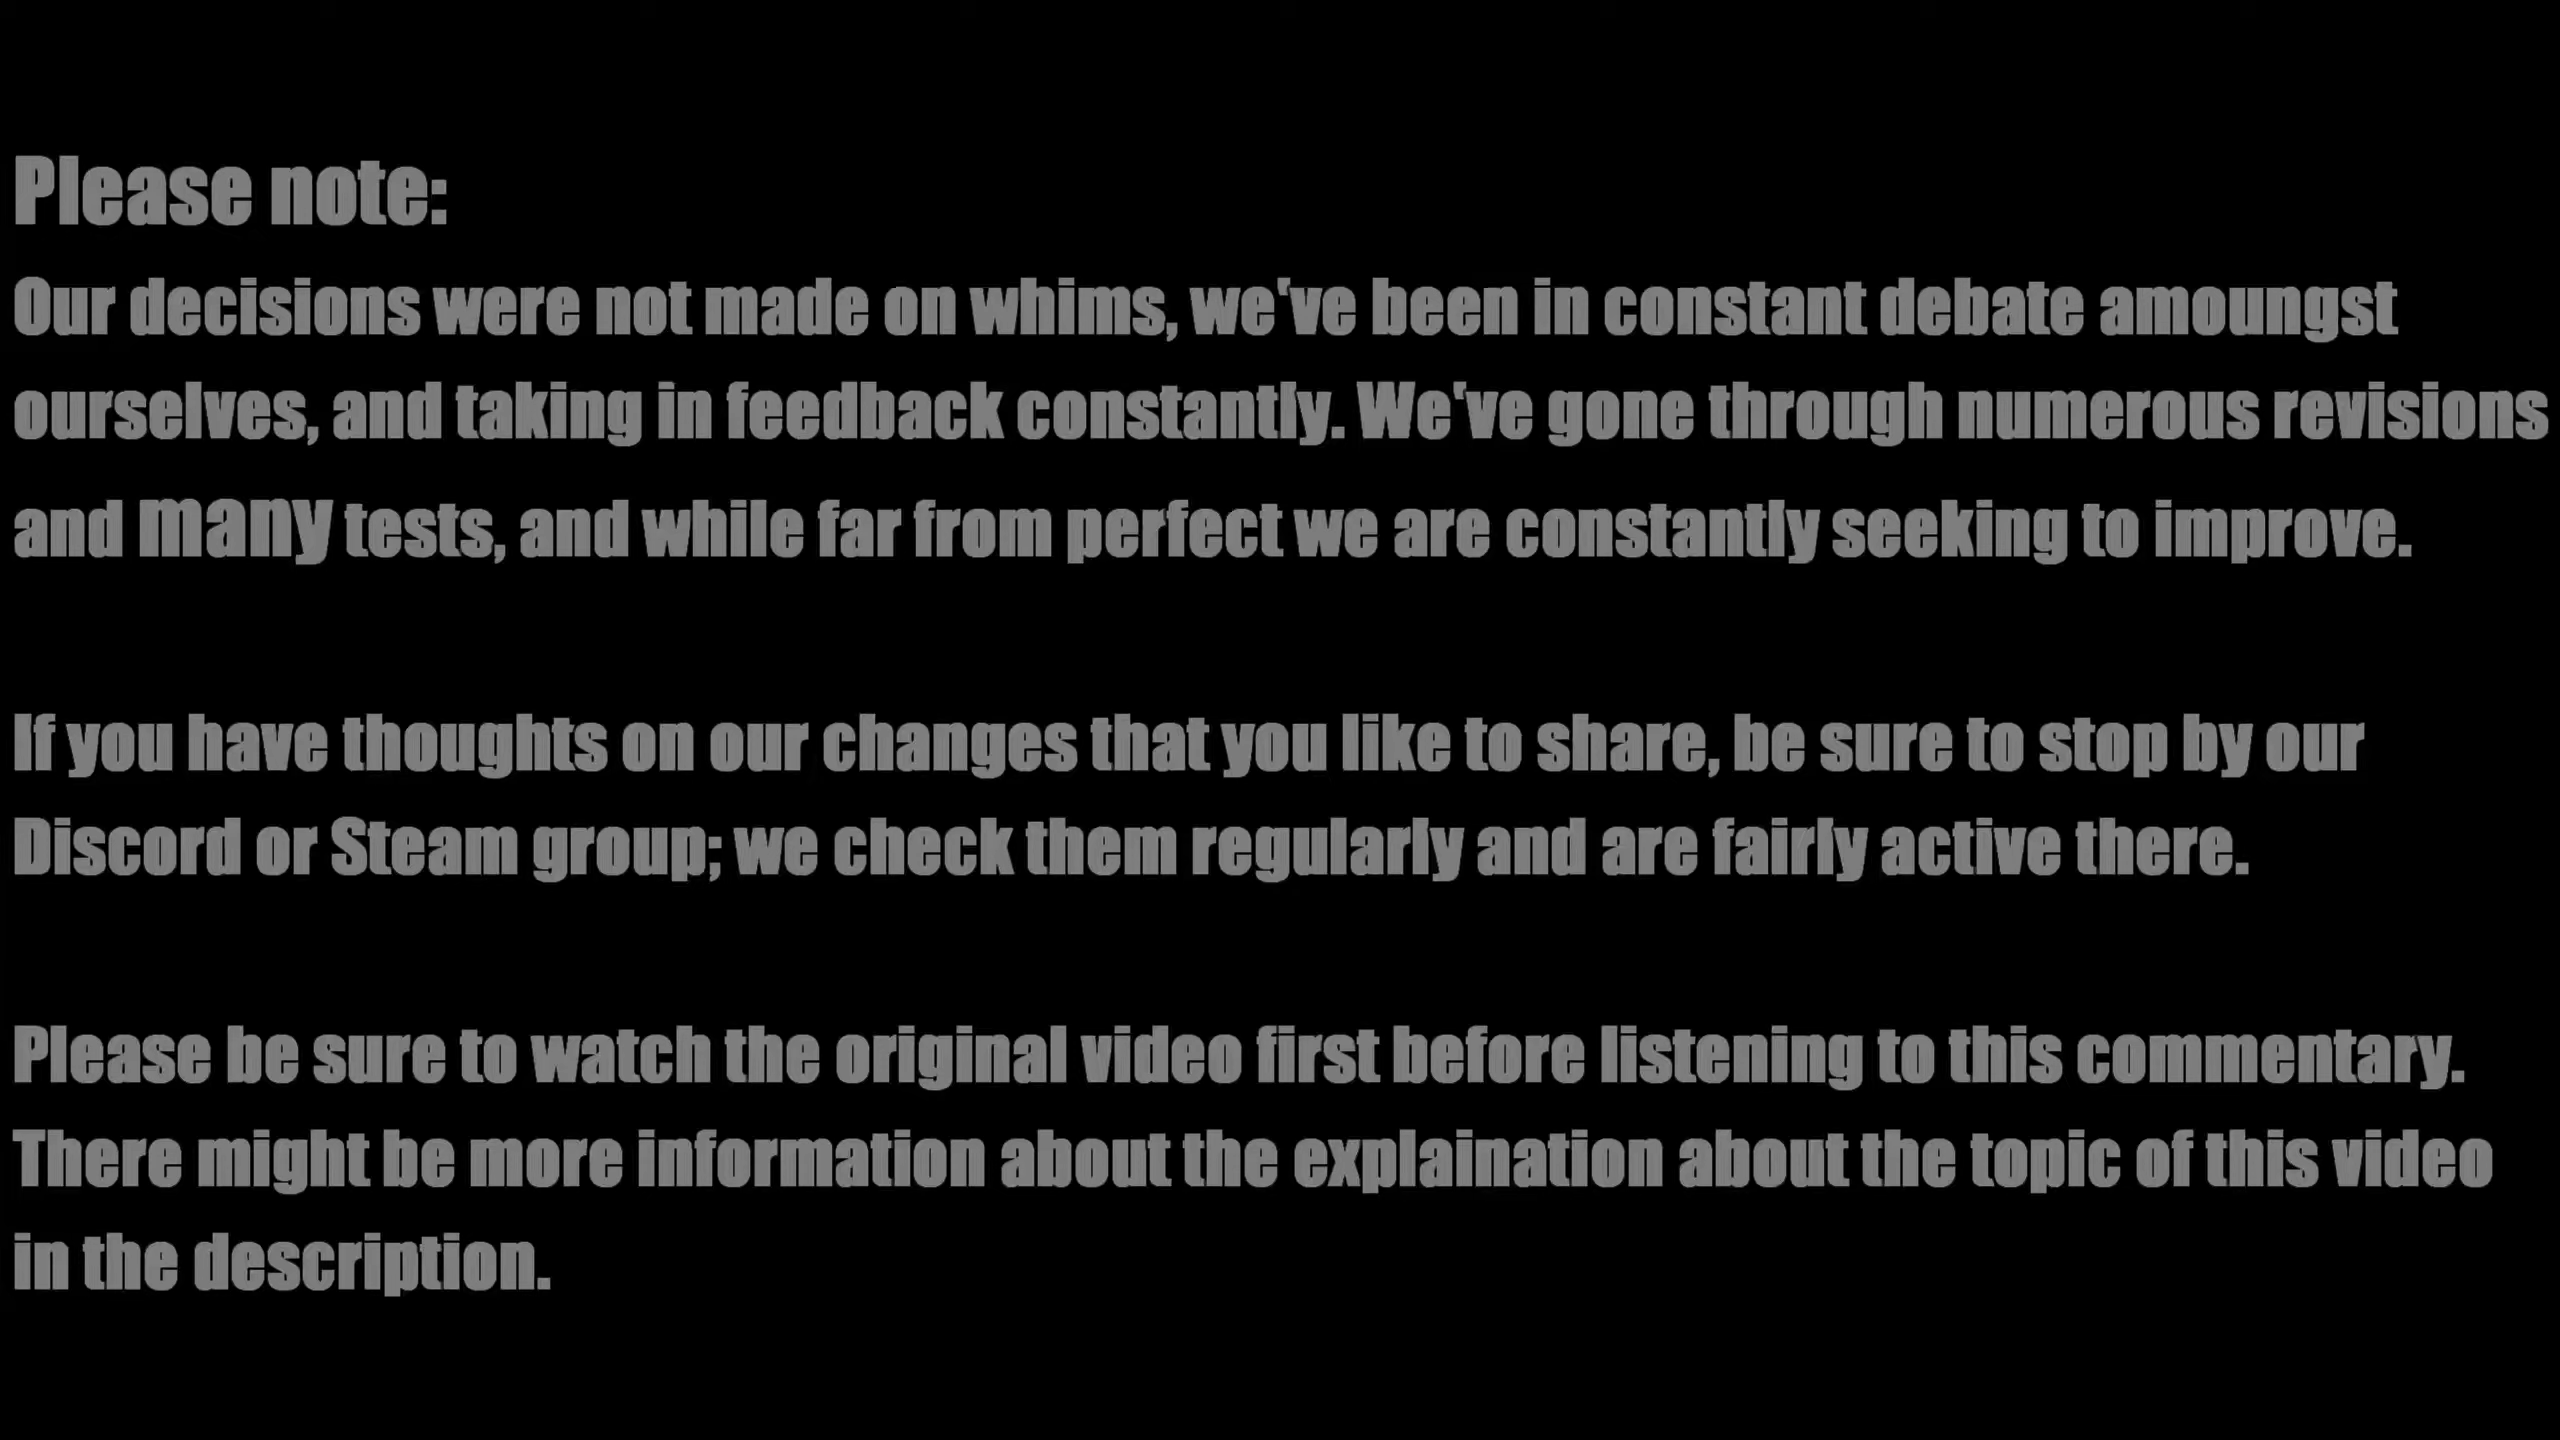 Please note:
Our decisions were not made on whims, we've been in constant debate amoungst
ourselves, and taking in feedback constantly. We've gone through numerous revisions
and many tests, and while far from perfect we are constantly seeking to improve.
If you have thoughts on our changes that you like to share, be sure to stop by our
Discord or Steam group; we check them regularly and are fairly active there.
Please be sure to watch the original video first before listening to this commentary.
There might be more information about the explaination about the topic of this video
in the description.